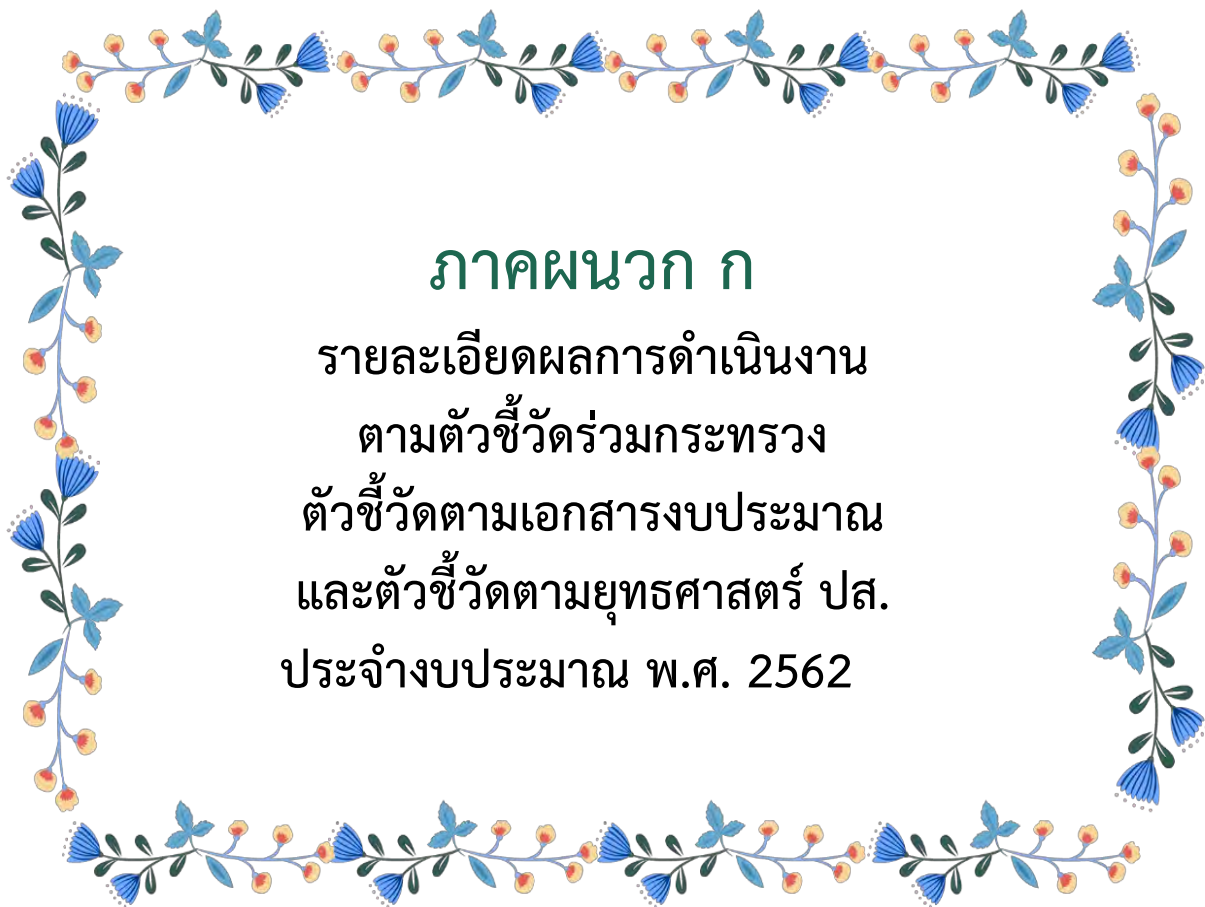 ภาคผนวก ก
รายละเอียดผลการดำเนินงาน
ตามตัวชี้วัดร่วมกระทรวง
ตัวชี้วัดตามเอกสารงบประมาณ
และตัวชี้วัดตามยุทธศาสตร์ ปส.
ประจำงบประมาณ พ.ศ. 2562